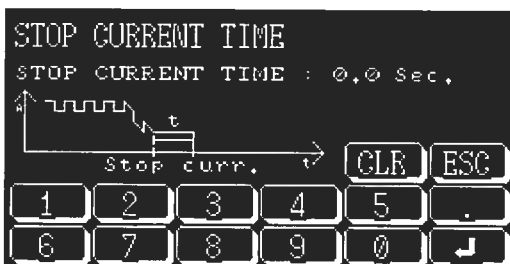 STOP CURRENT TIME
STOP CURRENT TIME : 0.0 Sec.
A
t
Stop curr. t
CLR ESC
1 2 3 4 5 .
6 7 8 9 0 ↵